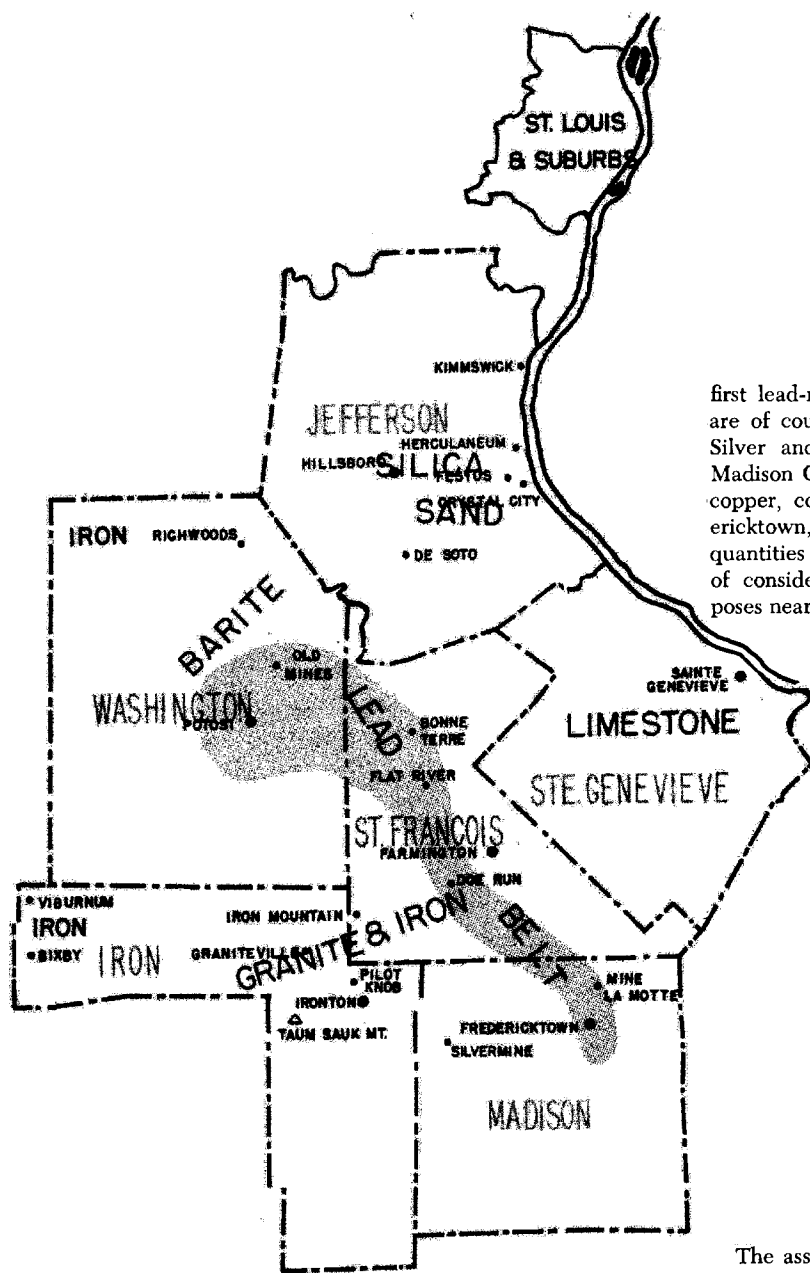 ST. LOUIS
& SUBURBS
KIMMSWICK
JEFFERSON
HERCULANEUM
HILLSBORO
SILICA
FESTUS
CRYSTAL CITY
SAND
DE SOTO
first lead-
are of cou
Silver and
Madison C
copper, co
ericktown,
quantities
of conside
poses near
IRON
RICHWOODS
BARITE
OLD
MINES
WASHINGTON
POTOSI
LEAD
BONNE
TERRE
FLAT RIVER
SAINTE
GENEVIEVE
LIMESTONE
STE. GENEVIEVE
ST. FRANCOIS
FARMINGTON
DOE RUN
BELT
VIBURNUM
IRON
BIXBY
IRON
IRON MOUNTAIN
GRANITEVILLE
GRANITE & IRON
PILOT
KNOB
IRONTON
TAUM SAUK MT.
MINE
LA MOTTE
FREDERICKTOWN
SILVERMINE
MADISON
The ass